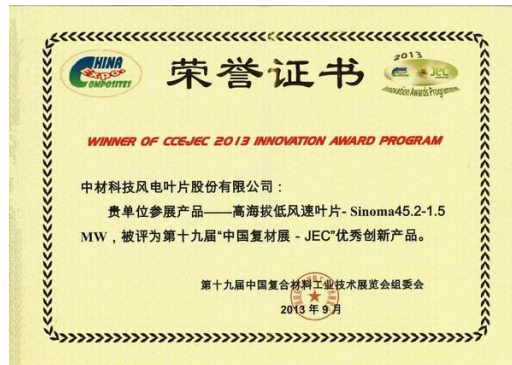 CHINA
EXPO.
COMPOSITES
荣誉证书
2013
JEC
Innovation Awards Programme
WINNER OF CCE-JEC 2013 INNOVATION AWARD PROGRAM
中材科技风电叶片股份有限公司：
贵单位参展产品——高海拔低风速叶片- Sinoma45.2-1.5
MW，被评为第十九届“中国复材展 - JEC”优秀创新产品。
第十九届中国复合材料工业技术展览会组委会
2013 年 9 月